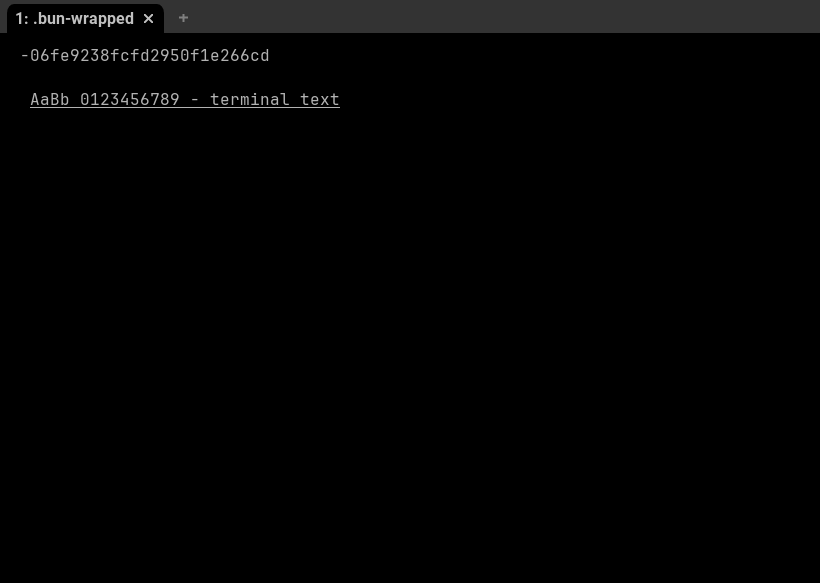 1: .bun-wrapped × +
-06fe9238fcfd2950f1e266cd
AaBb 0123456789 - terminal text